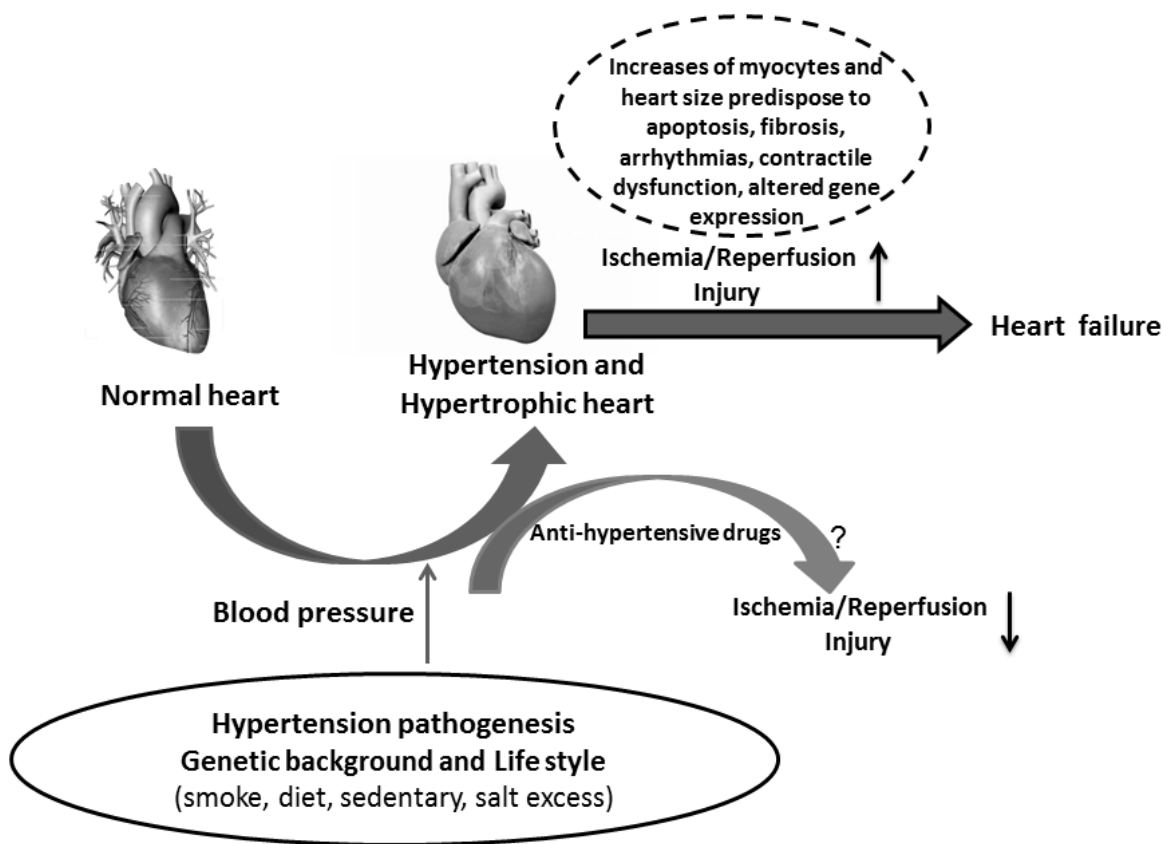 Increases of myocytes and
heart size predispose to
apoptosis, fibrosis,
arrhythmias, contractile
dysfunction, altered gene
expression
Ischemia/Reperfusion
Injury
Heart failure
Normal heart
Hypertension and
Hypertrophic heart
Anti-hypertensive drugs
?
Blood pressure
Ischemia/Reperfusion
Injury
Hypertension pathogenesis
Genetic background and Life style
(smoke, diet, sedentary, salt excess)